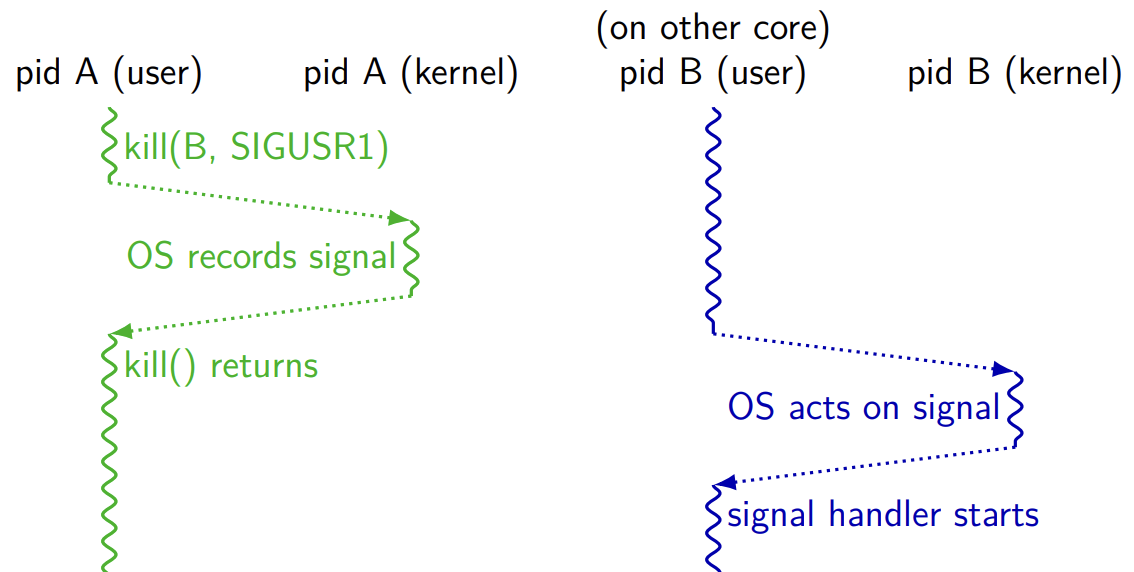 (on other core)
pid A (user)
pid A (kernel)
pid B (user)
pid B (kernel)
kill(B, SIGUSR1)
OS records signal
kill() returns
OS acts on signal
signal handler starts